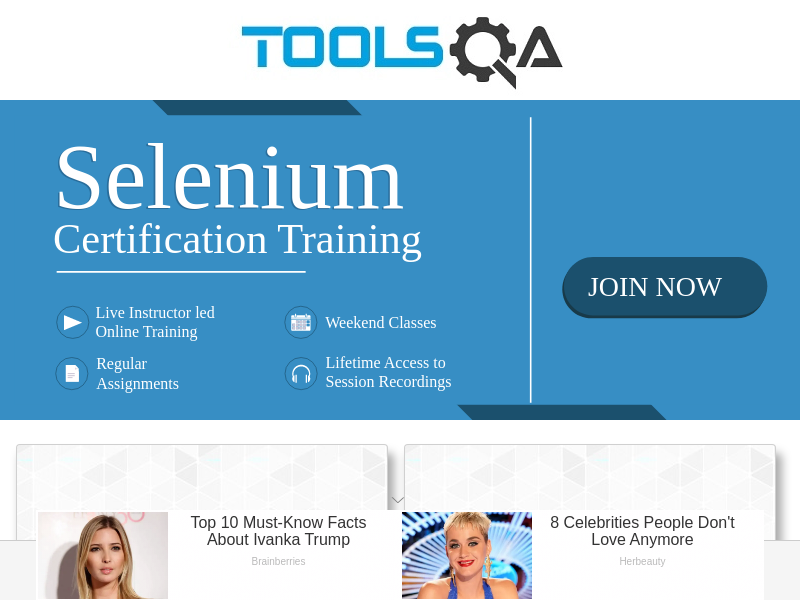 TOOLSQA
Selenium
Certification Training
JOIN NOW
Live Instructor led
Online Training
Weekend Classes
Regular
Assignments
Lifetime Access to
Session Recordings
Top 10 Must-Know Facts
About Ivanka Trump
Brainberries
8 Celebrities People Don't
Love Anymore
Herbeauty